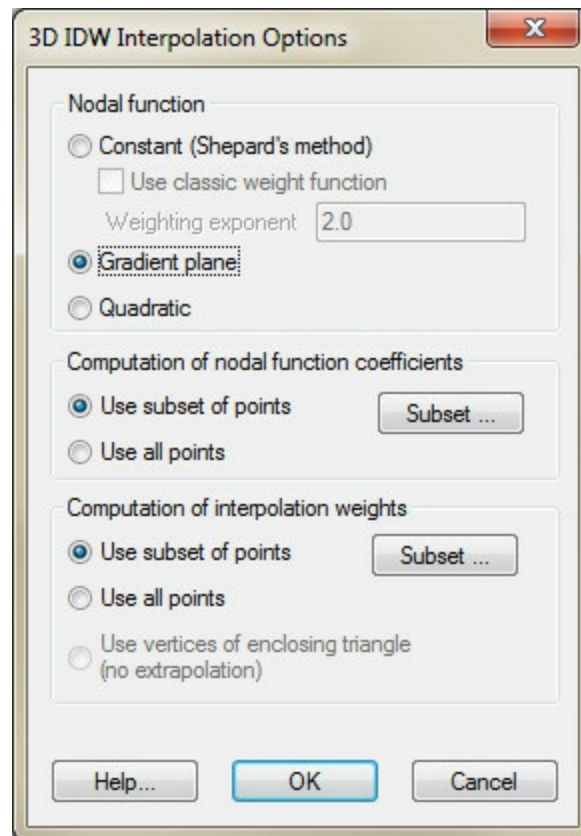 3D IDW Interpolation Options
Nodal function
Constant (Shepard's method)
Use classic weight function
Weighting exponent 2.0
Gradient plane
Quadratic
Computation of nodal function coefficients
Use subset of points Subset ...
Use all points
Computation of interpolation weights
Use subset of points Subset ...
Use all points
Use vertices of enclosing triangle
(no extrapolation)
Help... OK Cancel